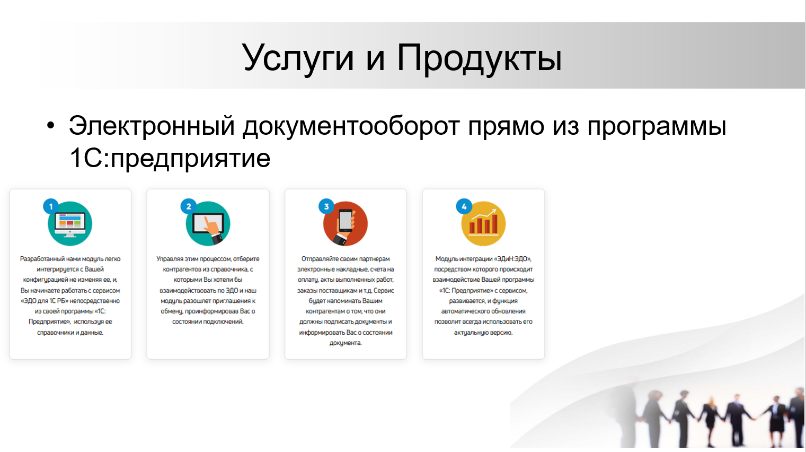 Услуги и Продукты
• Электронный документооборот прямо из программы
1С:предприятие
1
Разработанный нами модуль легко
интегрируется с Вашей
конфигурацией не изменяя ее, и,
Вы начинаете работать с сервисом
«ЭДО для 1С РБ» непосредственно
из своей программы «1С:
Предприятие», используя ее
справочники и данные.
2
Управляя этим процессом, отберите
контрагентов из справочника, с
которыми Вы хотели бы
взаимодействовать по ЭДО и наш
модуль разошлет приглашения к
обмену, проинформировав Вас о
состоянии подключений.
3
Отправляйте своим партнерам
электронные накладные, счета на
оплату, акты выполненных работ,
заказы поставщикам и т.д. Сервис
будет напоминать Вашим
контрагентам о том, что они
должны подписать документы и
информировать Вас о состоянии
документа.
4
Модуль интеграции «ЭДиН:ЭДО»,
посредством которого происходит
взаимодействие Вашей программы
«1С: Предприятие» с сервисом,
развивается, и функция
автоматического обновления
позволит всегда использовать его
актуальную версию.